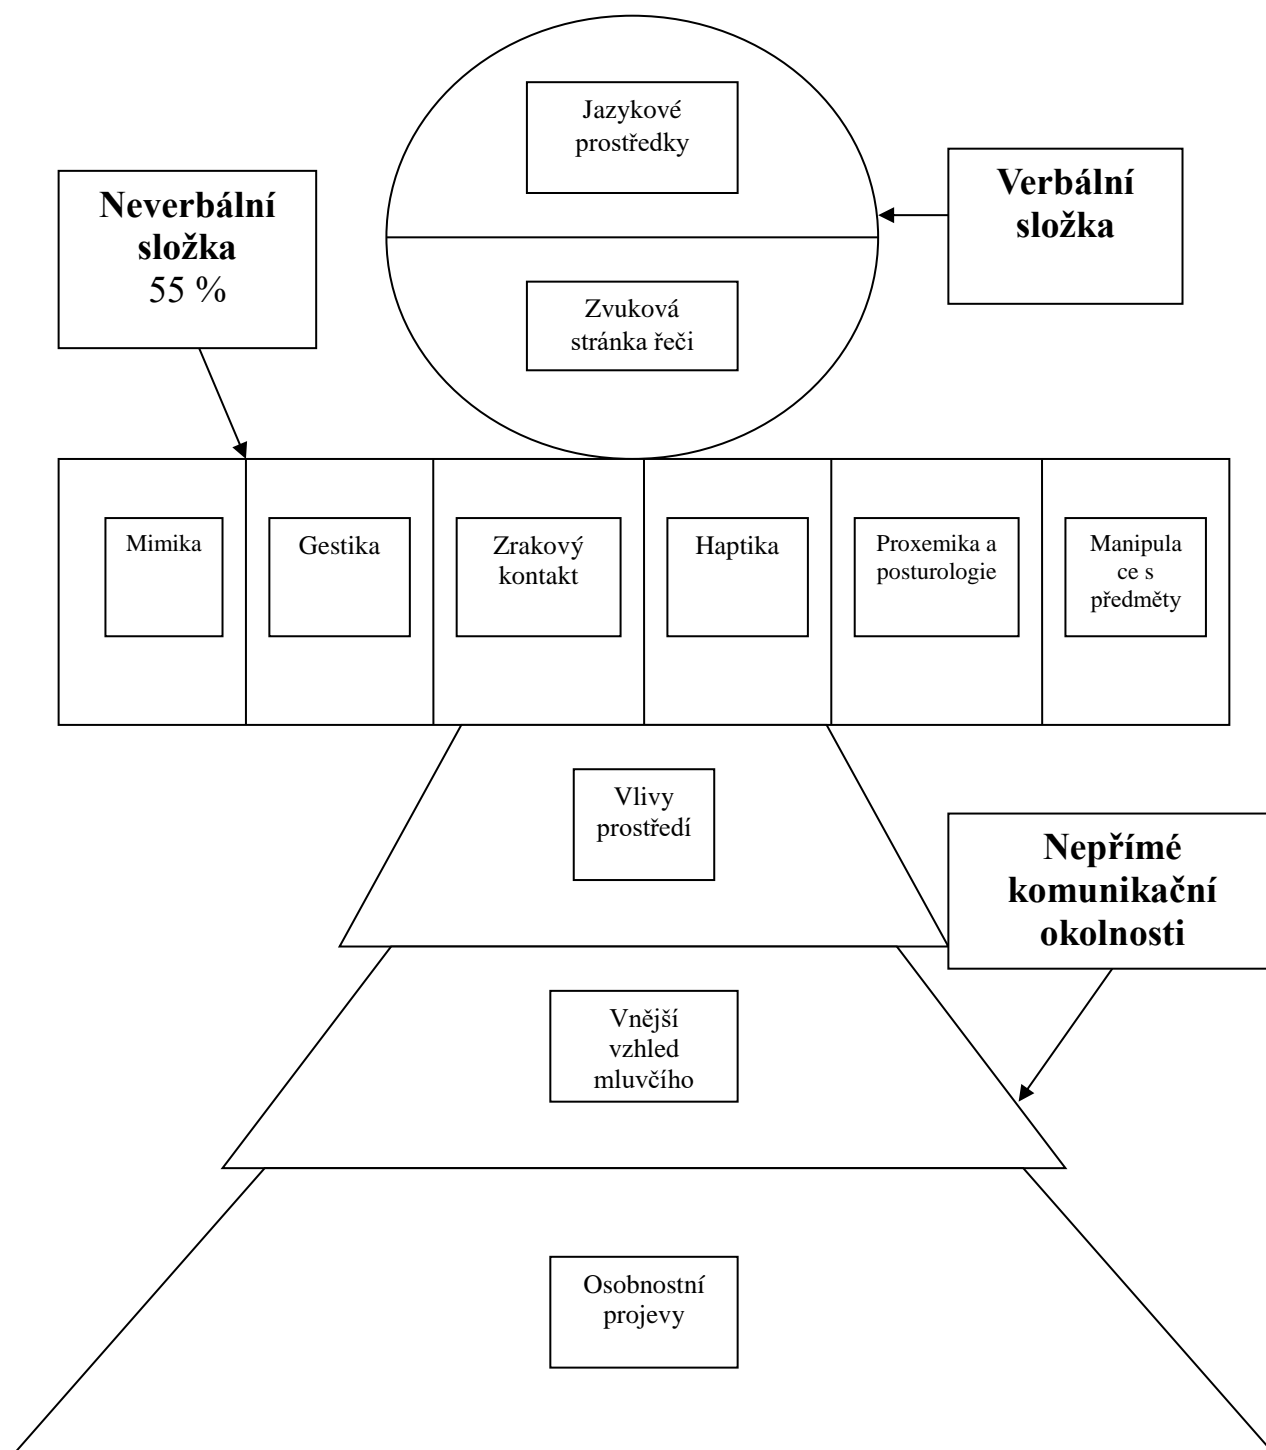 Jazykové
prostředky
Neverbální
složka
55 %
Verbální
složka
Zvuková
stránka řeči
Mimika
Gestika
Zrakový
kontakt
Haptika
Proxemika a
posturologie
Manipula
ce s
předměty
Vlivy
prostředí
Nepřímé
komunikační
okolnosti
Vnější
vzhled
mluvčího
Osobnostní
projevy